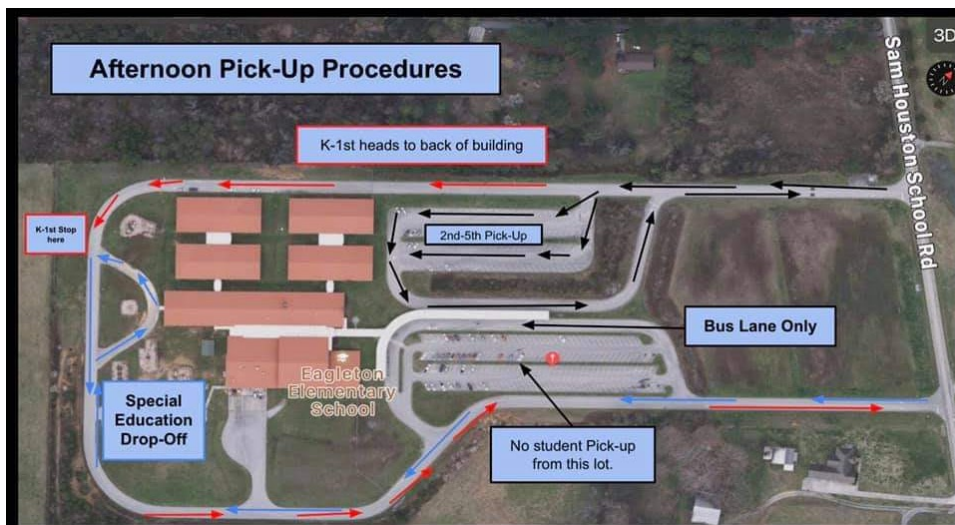 3D
Afternoon Pick-Up Procedures
Sam Houston School Rd
K-1st heads to back of building
K-1st Stop
here
2nd-5th Pick-Up
Bus Lane Only
Eagleton
Elementary
School
Special
Education
Drop-Off
No student Pick-up
from this lot.